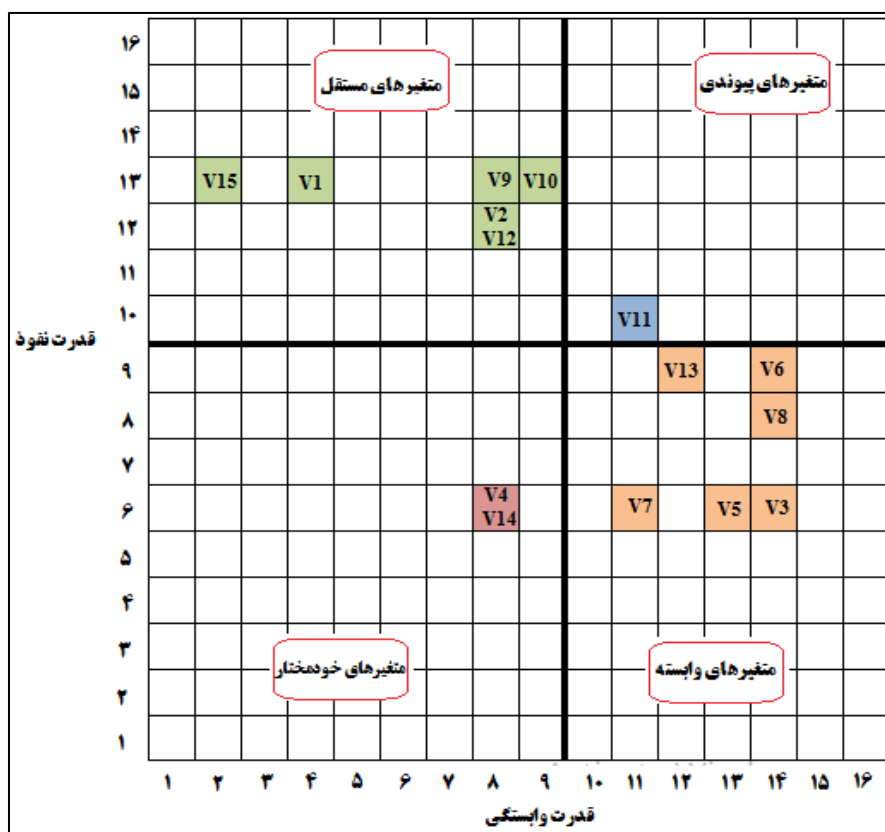 ۱۶
متغیرهای مستقل
متغیرهای پیوندی
۱۵
۱۴
۱۳
V15
V1
V9
V10
۱۲
V2
V12
۱۱
۱۰
V11
قدرت نفوذ
۹
V13
V6
۸
V8
۷
۶
V4
V14
V7
V5
V3
۵
۴
۳
متغیرهای خودمختار
متغیرهای وابسته
۲
۱
۱ ۲ ۳ ۴ ۵ ۶ ۷ ۸ ۹ ۱۰ ۱۱ ۱۲ ۱۳ ۱۴ ۱۵ ۱۶
قدرت وابستگی